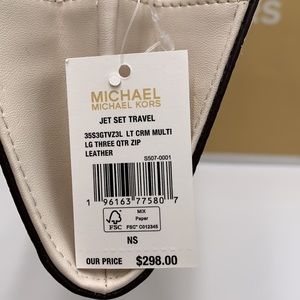 RS
MICHAEL
MICHAEL KORS
JET SET TRAVEL
35S3GTVZ3L LT CRM MULTI
LG THREE QTR ZIP
LEATHER
S507-0001
1 96163 77580 7
FSC
MIX
Paper
FSC® C012345
NS
OUR PRICE $298.00